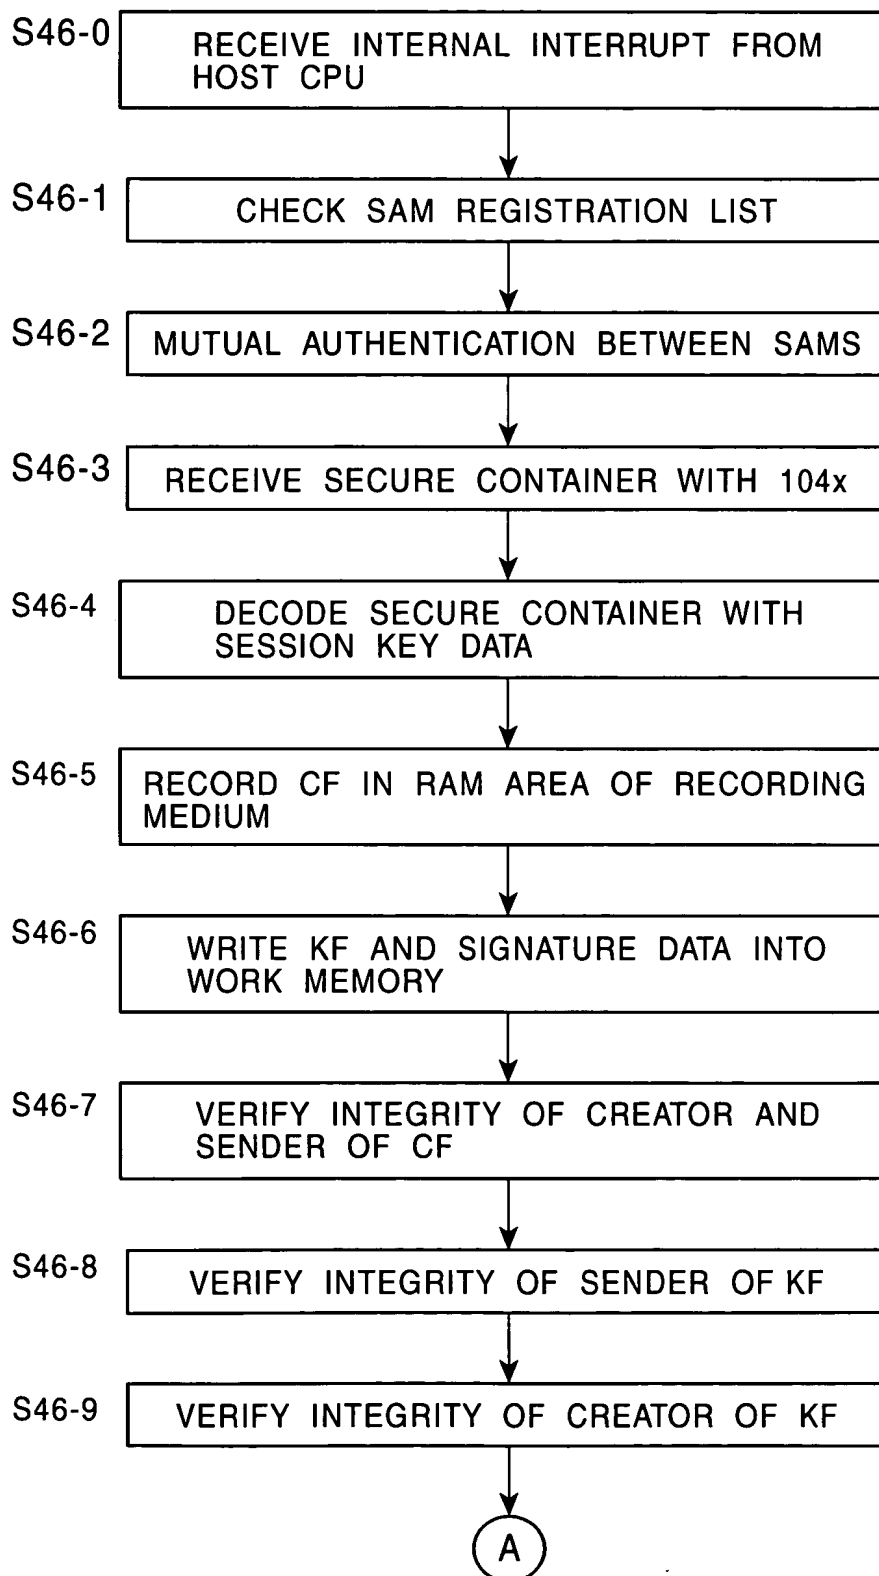 S46-0
RECEIVE INTERNAL INTERRUPT FROM
HOST CPU
S46-1
CHECK SAM REGISTRATION LIST
S46-2
MUTUAL AUTHENTICATION BETWEEN SAMS
S46-3
RECEIVE SECURE CONTAINER WITH 104x
S46-4
DECODE SECURE CONTAINER WITH
SESSION KEY DATA
S46-5
RECORD CF IN RAM AREA OF RECORDING
MEDIUM
S46-6
WRITE KF AND SIGNATURE DATA INTO
WORK MEMORY
S46-7
VERIFY INTEGRITY OF CREATOR AND
SENDER OF CF
S46-8
VERIFY INTEGRITY OF SENDER OF KF
S46-9
VERIFY INTEGRITY OF CREATOR OF KF
A